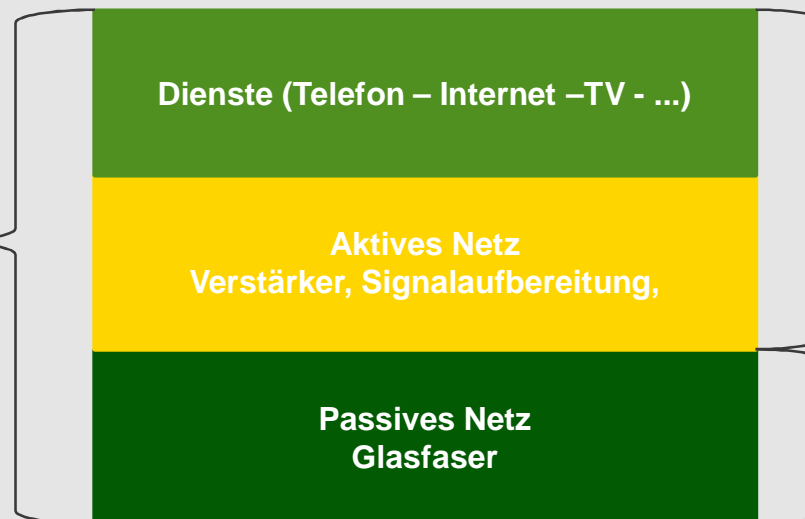 Dienste (Telefon – Internet –TV - ...)
Aktives Netz
Verstärker, Signalaufbereitung,
Passives Netz
Glasfaser